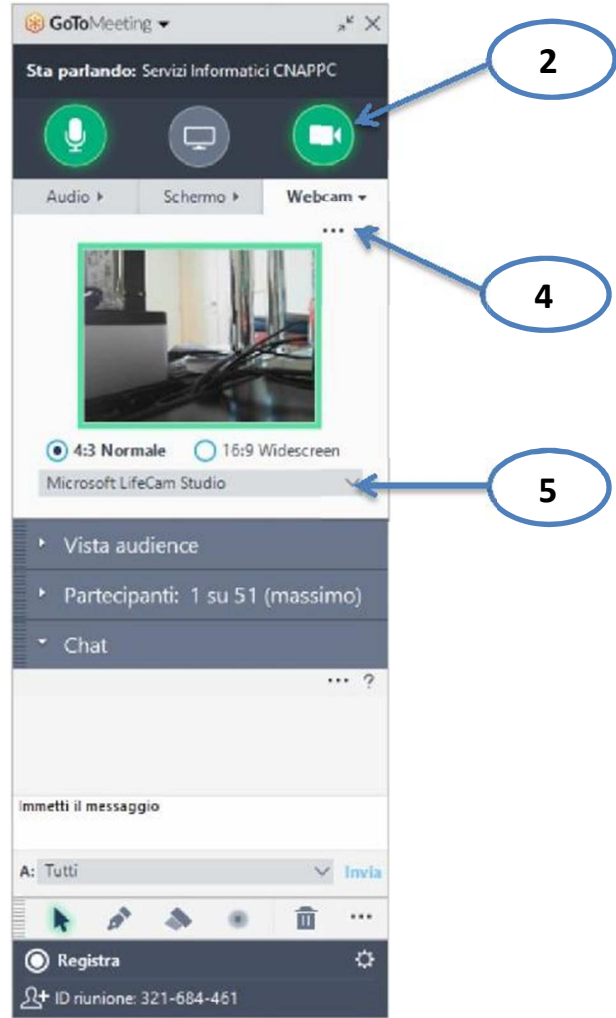 GoToMeeting
Sta parlando: Servizi Informatici CNAPPC
2
Audio Schermo Webcam
4
4:3 Normale 16:9 Widescreen
Microsoft LifeCam Studio
5
Vista audience
Partecipanti: 1 su 51 (massimo)
Chat
... ?
Immetti il messaggio
A: Tutti Invia
Registra
ID riunione: 321-684-461